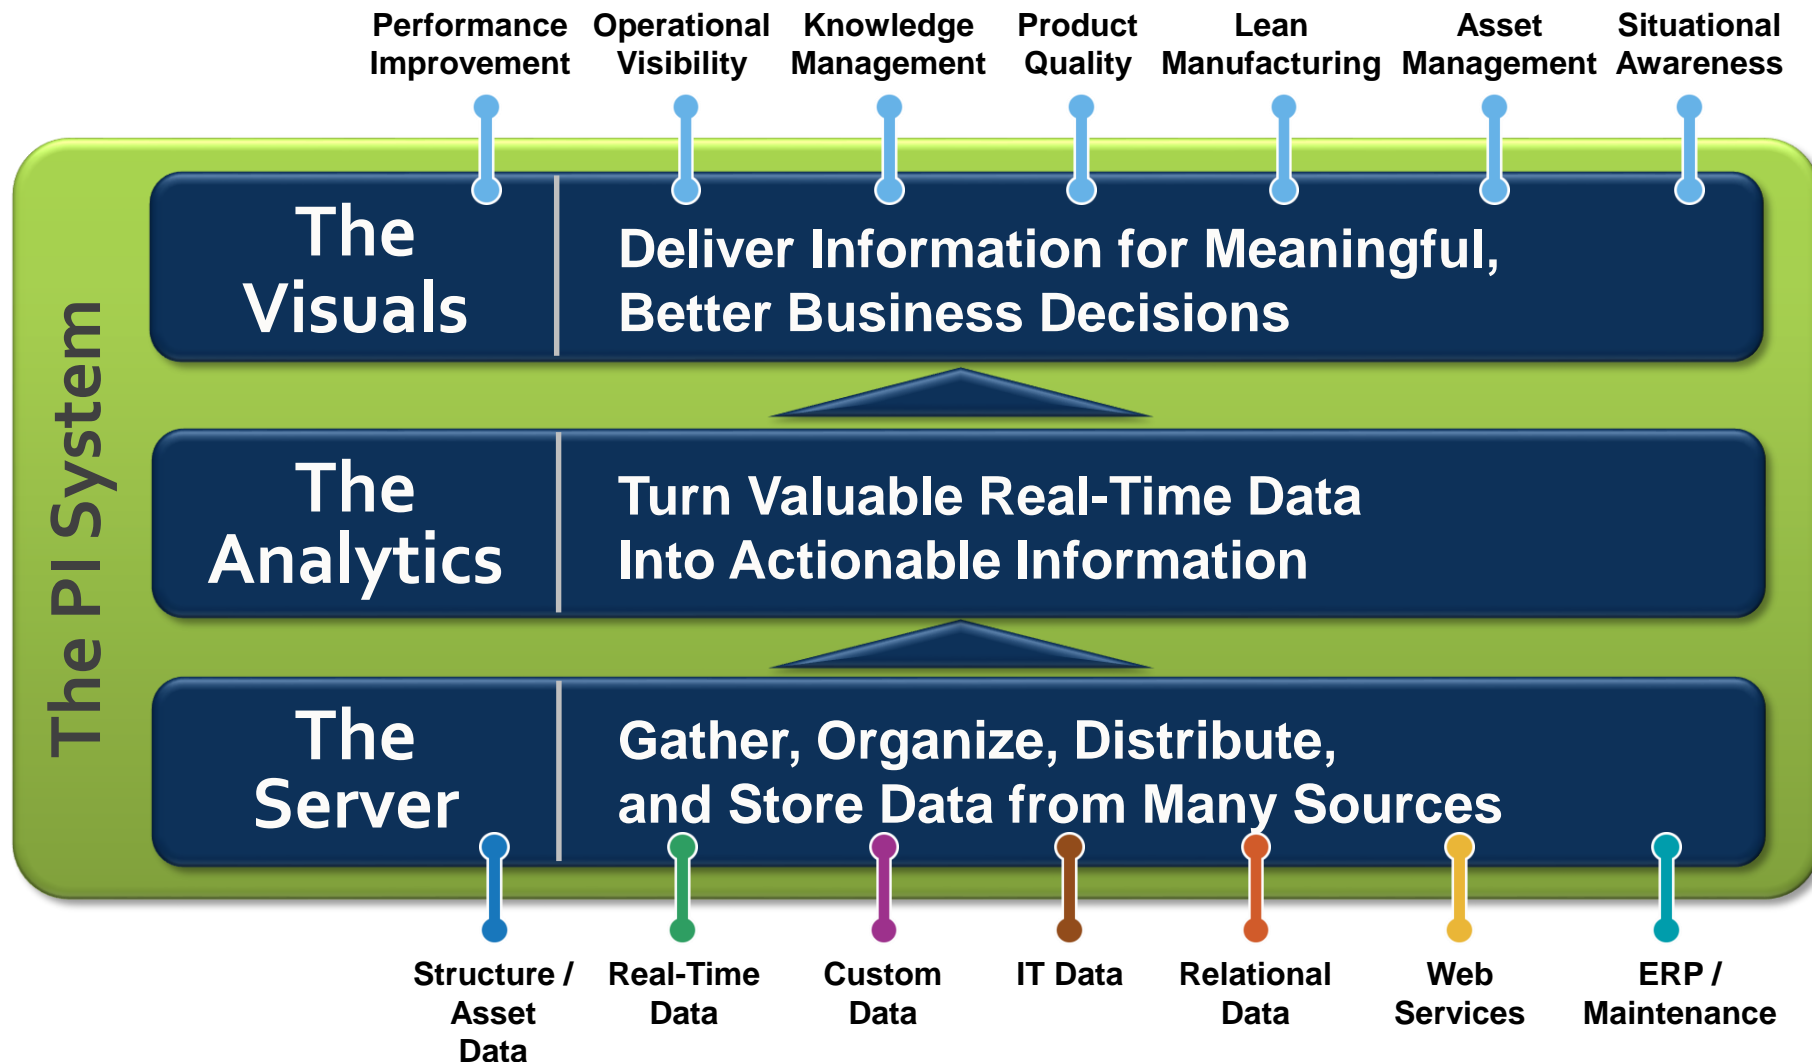 Performance
Improvement
Operational
Visibility
Knowledge
Management
Product
Quality
Lean
Manufacturing
Asset
Management
Situational
Awareness
The PI System
The
Visuals
Deliver Information for Meaningful,
Better Business Decisions
The
Analytics
Turn Valuable Real-Time Data
Into Actionable Information
The
Server
Gather, Organize, Distribute,
and Store Data from Many Sources
Structure /
Asset
Data
Real-Time
Data
Custom
Data
IT Data
Relational
Data
Web
Services
ERP /
Maintenance